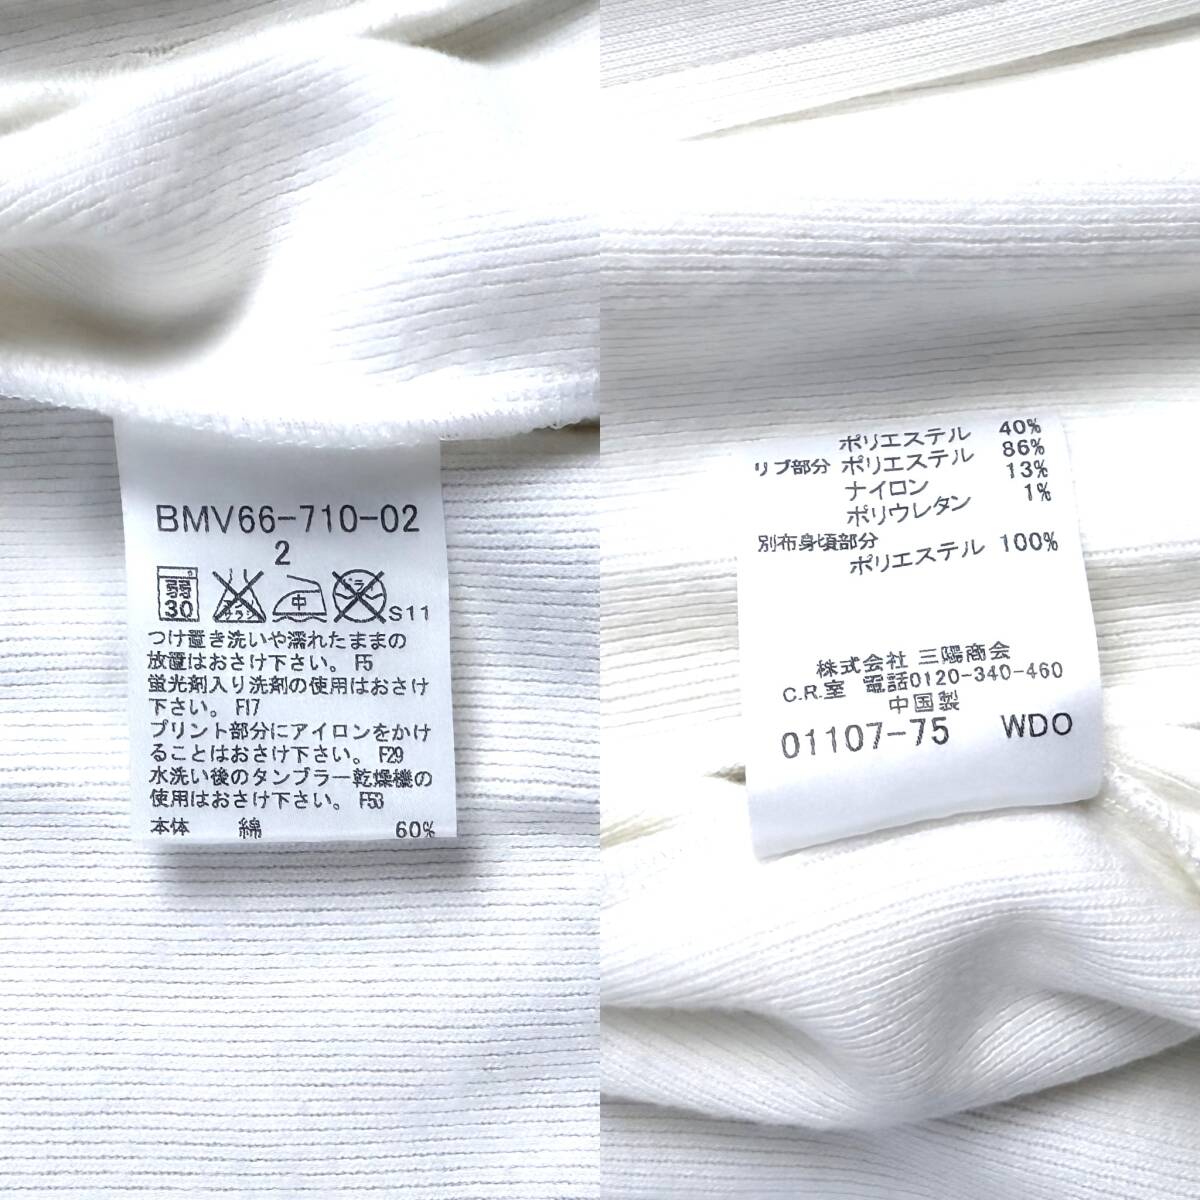 BMV66-710-02
2
弱
30
エンソ
サラシ
中
ドライ
S11
つけ置き洗いや濡れたままの
放置はおさけ下さい。 F5
蛍光剤入り洗剤の使用はおさけ
下さい。 F17
プリント部分にアイロンをかけ
ることはおさけ下さい。 F29
水洗い後のタンブラー乾燥機の
使用はおさけ下さい。 F53
本体 綿 60%
ポリエステル 40%
リブ部分 ポリエステル 86%
ナイロン 13%
ポリウレタン 1%
別布身頃部分
ポリエステル 100%
株式会社 三陽商会
C.R.室 電話0120-340-460
中国製
01107-75 WDO